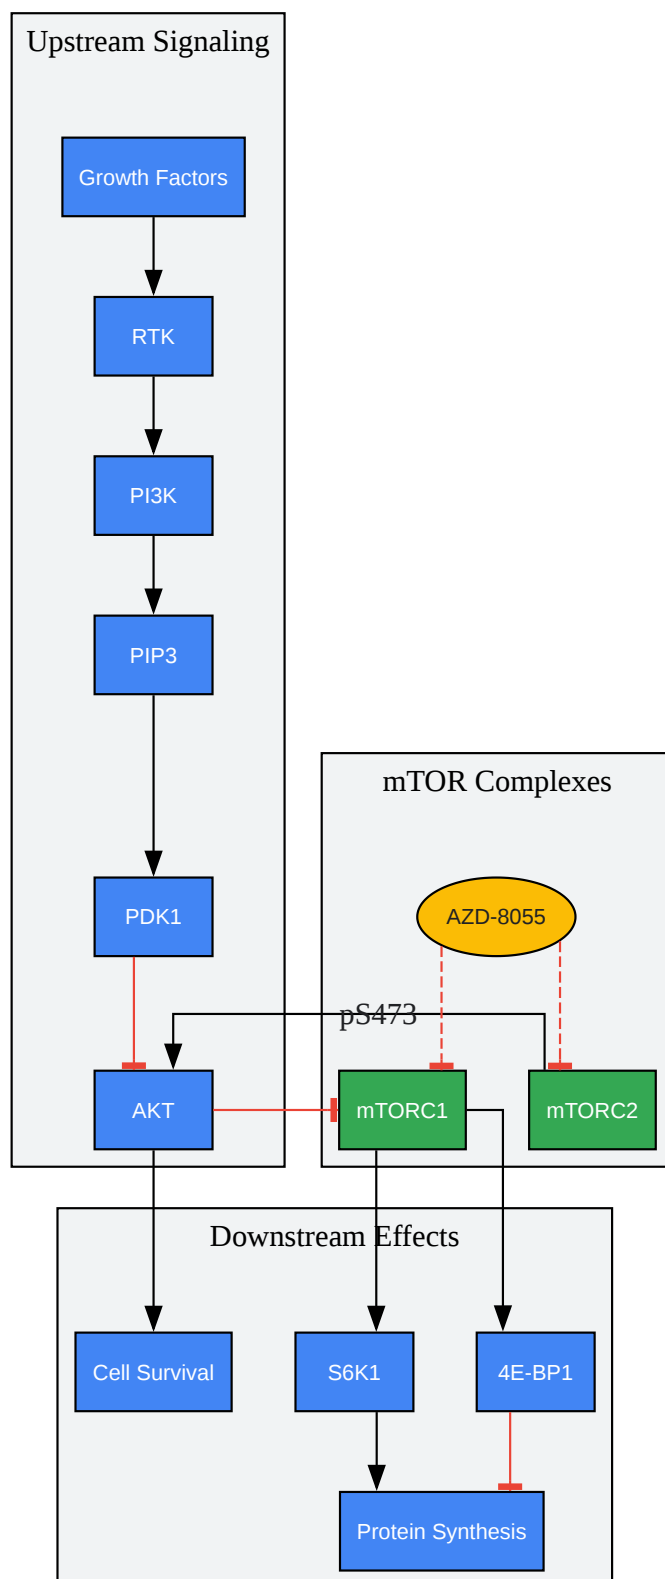 Upstream Signaling
Growth Factors
RTK
PI3K
PIP3
mTOR Complexes
PDK1
AZD-8055
pS473
AKT
mTORC1
mTORC2
Downstream Effects
Cell Survival
S6K1
4E-BP1
Protein Synthesis